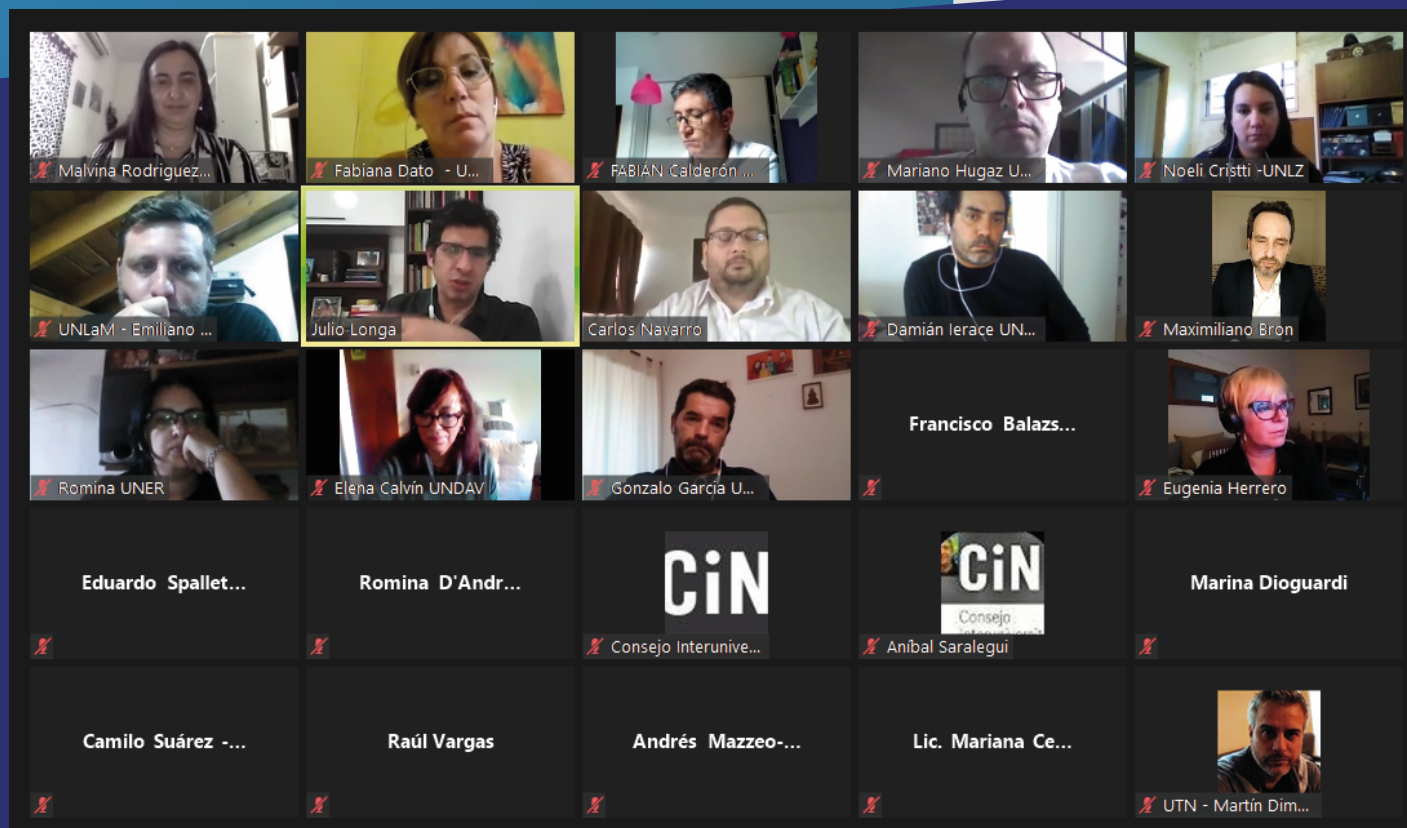 Malvina Rodriguez...
Fabiana Dato - U...
FABIÁN Calderón ...
Mariano Hugaz U...
Noeli Cristti -UNLZ
UNLaM - Emiliano ...
Julio Longa
Carlos Navarro
Damián Ierace UN...
Maximiliano Bron
Romina UNER
Elena Calvín UNDAV
Gonzalo Garcia U...
Francisco Balazs...
Eugenia Herrero
Eduardo Spallet...
Romina D'Andr...
CiN
Consejo Interunive...
CiN
Consejo
Aníbal Saralegui
Marina Dioguardi
Camilo Suárez -...
Raúl Vargas
Andrés Mazzeo-...
Lic. Mariana Ce...
UTN - Martín Dim...